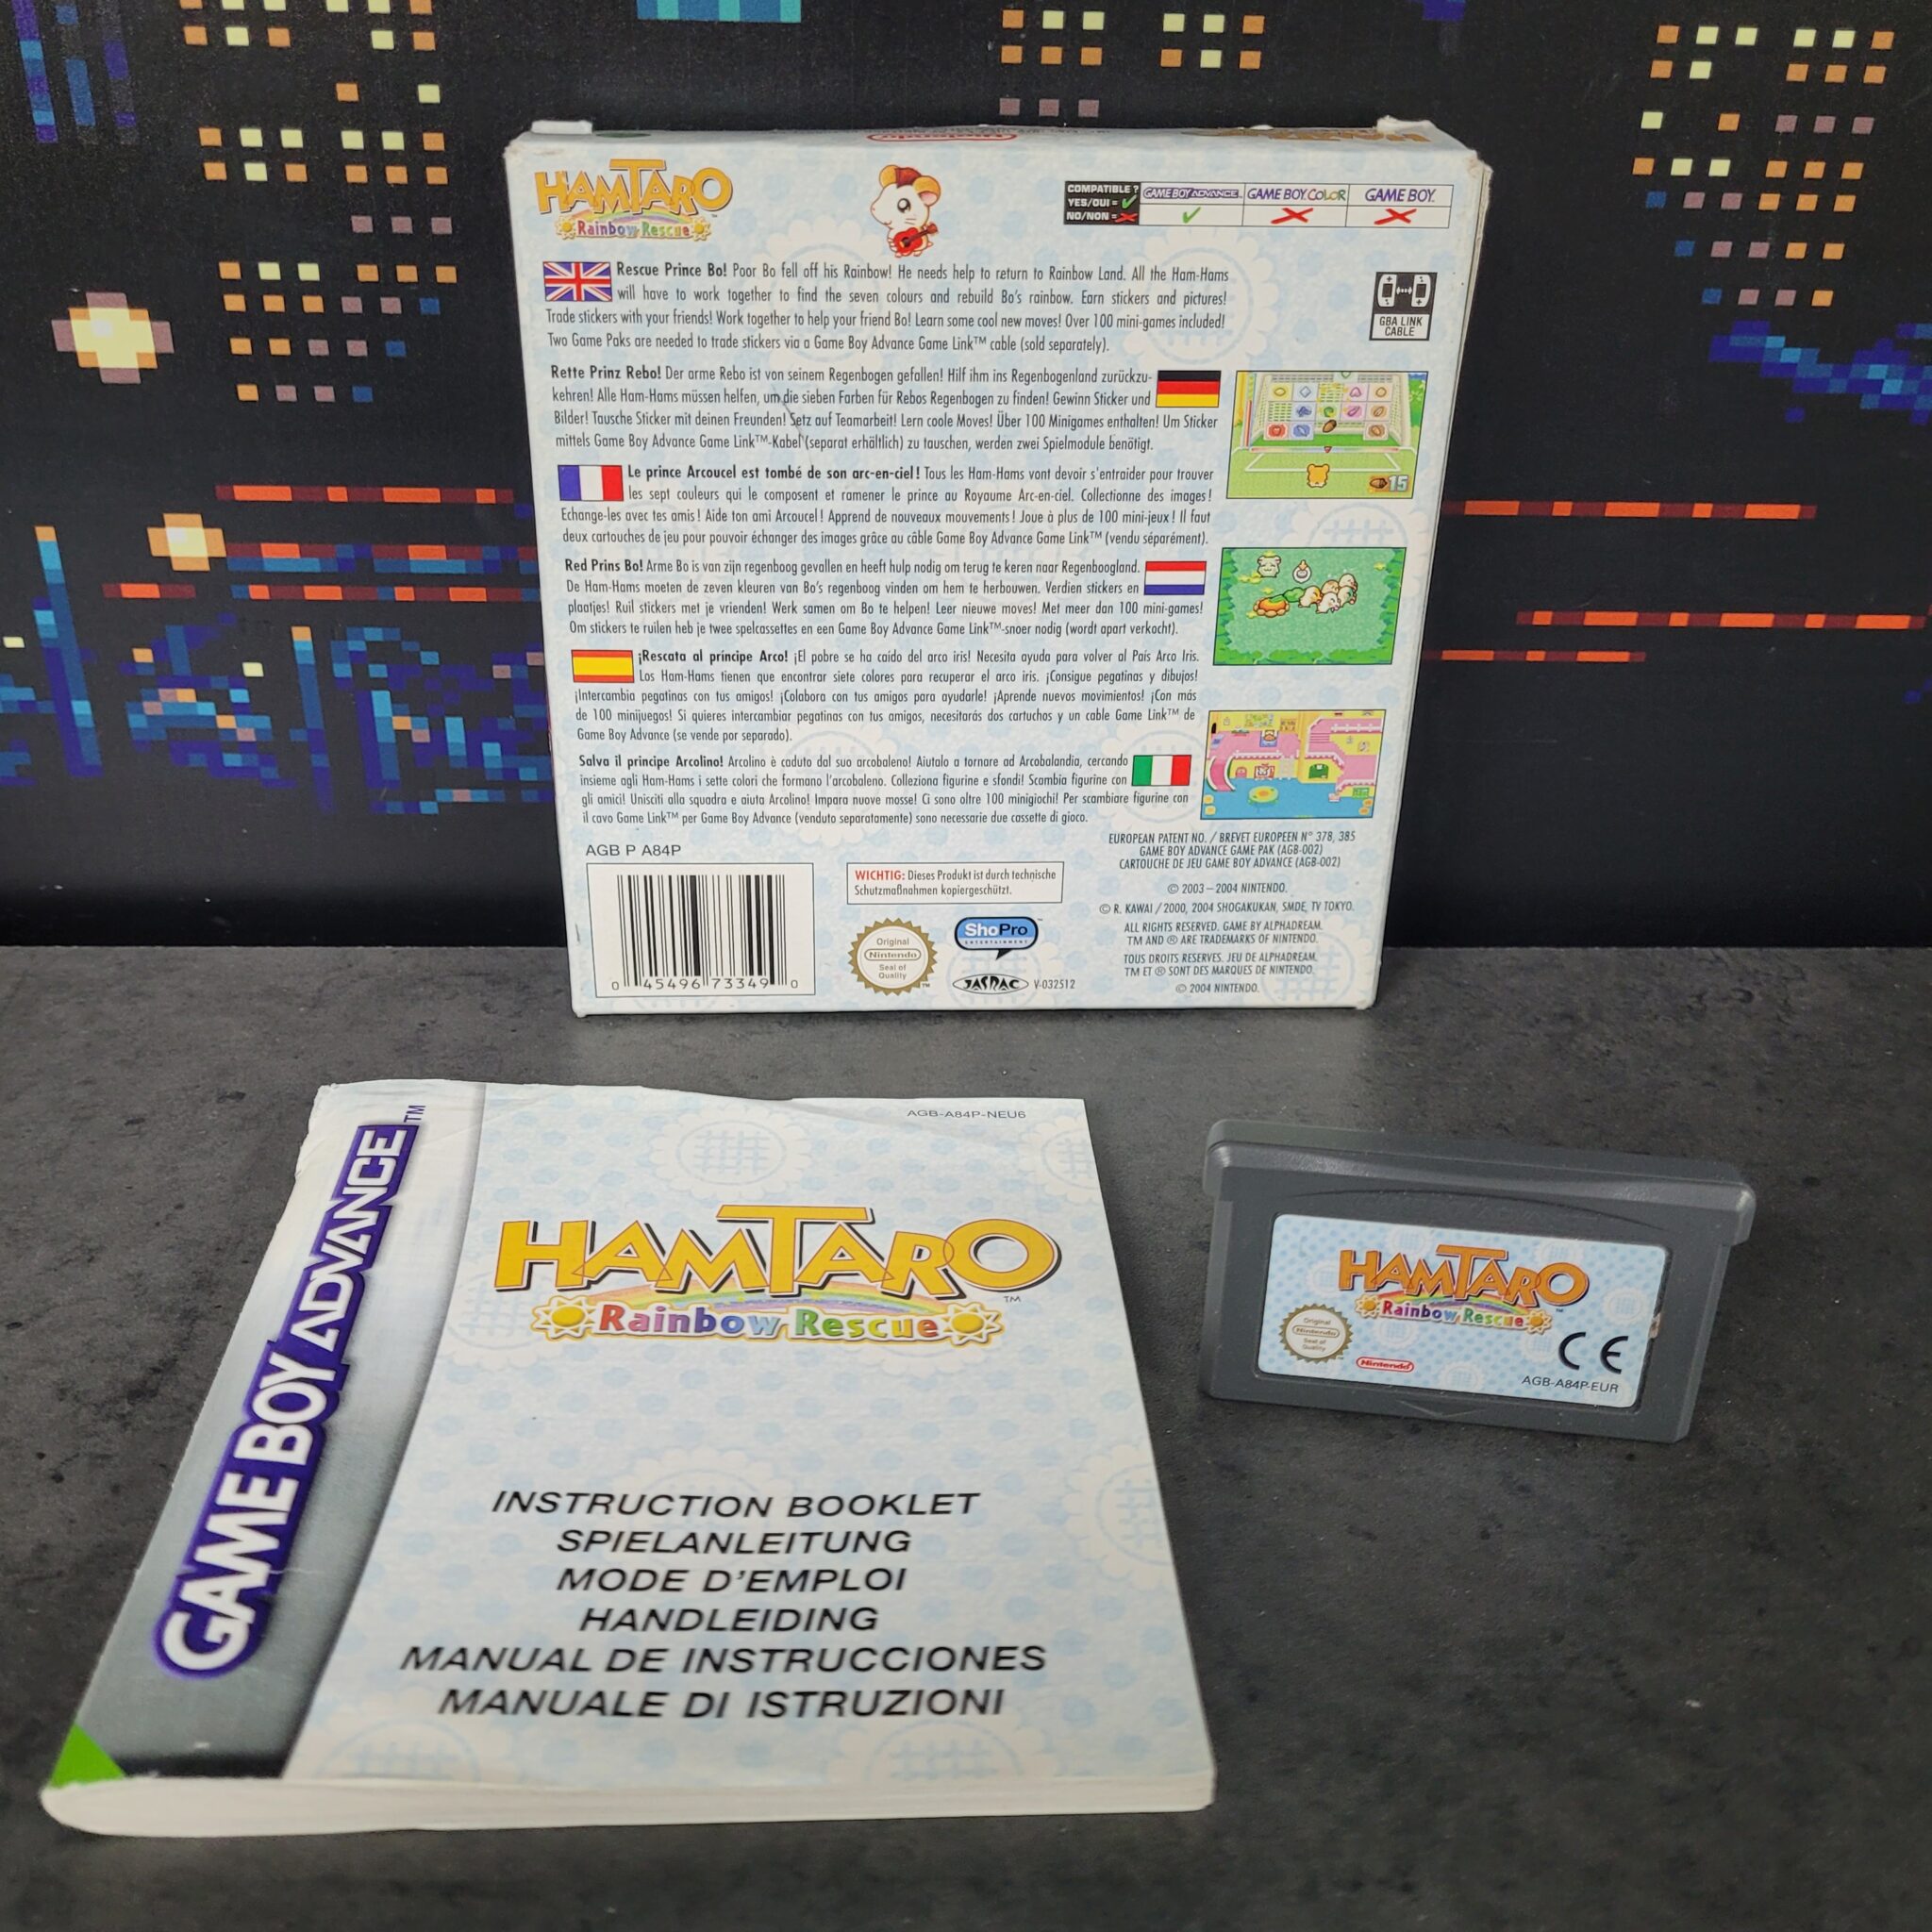 HAMTARO™
Rainbow Rescue
COMPATIBLE ?
YES/OUI =
NO/NON =
GAME BOY ADVANCE
GAME BOY COLOR
GAME BOY
Rescue Prince Bo! Poor Bo fell off his Rainbow! He needs help to return to Rainbow Land. All the Ham-Hams
will have to work together to find the seven colours and rebuild Bo's rainbow. Earn stickers and pictures!
Trade stickers with your friends! Work together to help your friend Bo! Learn some cool new moves! Over 100 mini-games included!
Two Game Paks are needed to trade stickers via a Game Boy Advance Game Link™ cable (sold separately).
GBA LINK
CABLE
Rette Prinz Rebo! Der arme Rebo ist von seinem Regenbogen gefallen! Hilf ihm ins Regenbogenland zurückzu-
kehren! Alle Ham-Hams müssen helfen, um die sieben Farben für Rebos Regenbogen zu finden! Gewinn Sticker und
Bilder! Tausche Sticker mit deinen Freunden! Setz auf Teamarbeit! Lern coole Moves! Über 100 Minigames enthalten! Um Sticker
mittels Game Boy Advance Game Link™-Kabel (separat erhältlich) zu tauschen, werden zwei Spielmodule benötigt.
15
Le prince Arcoucel est tombé de son arc-en-ciel ! Tous les Ham-Hams vont devoir s'entraider pour trouver
les sept couleurs qui le composent et ramener le prince au Royaume Arc-en-ciel. Collectionne des images !
Echange-les avec tes amis ! Aide ton ami Arcoucel ! Apprend de nouveaux mouvements ! Joue à plus de 100 mini-jeux ! Il faut
deux cartouches de jeu pour pouvoir échanger des images grâce au câble Game Boy Advance Game Link™ (vendu séparément).
Red Prins Bo! Arme Bo is van zijn regenboog gevallen en heeft hulp nodig om terug te keren naar Regenboogland.
De Ham-Hams moeten de zeven kleuren van Bo's regenboog vinden om hem te herbouwen. Verdien stickers en
plaatjes! Ruil stickers met je vrienden! Werk samen om Bo te helpen! Leer nieuwe moves! Met meer dan 100 mini-games!
Om stickers te ruilen heb je twee spelcassettes en een Game Boy Advance Game Link™-snoer nodig (wordt apart verkocht).
¡Rescata al príncipe Arco! ¡El pobre se ha caído del arco iris! Necesita ayuda para volver al País Arco Iris.
Los Ham-Hams tienen que encontrar siete colores para recuperar el arco iris. ¡Consigue pegatinas y dibujos!
¡Intercambia pegatinas con tus amigos! ¡Colabora con tus amigos para ayudarle! ¡Aprende nuevos movimientos! ¡Con más
de 100 minijuegos! Si quieres intercambiar pegatinas con tus amigos, necesitarás dos cartuchos y un cable Game Link™ de
Game Boy Advance (se vende por separado).
Salva il principe Arcolino! Arcolino è caduto dal suo arcobaleno! Aiutalo a tornare ad Arcobalandia, cercando
insieme agli Ham-Hams i sette colori che formano l'arcobaleno. Colleziona figurine e sfondi! Scambia figurine con
gli amici! Unisciti alla squadra e aiuta Arcolino! Impara nuove mosse! Ci sono oltre 100 minigiochi! Per scambiare figurine con
il cavo Game Link™ per Game Boy Advance (venduto separatamente) sono necessarie due cassette di gioco.
AGB P A84P
0 45496 73349 0
WICHTIG: Dieses Produkt ist durch technische
Schutzmaßnahmen kopiergeschützt.
Original
Nintendo
Seal of
Quality
™
ShoPro™
ENTERTAINMENT
JASRAC V-032512
EUROPEAN PATENT NO. / BREVET EUROPEEN N° 378, 385
GAME BOY ADVANCE GAME PAK (AGB-002)
CARTOUCHE DE JEU GAME BOY ADVANCE (AGB-002)
© 2003 – 2004 NINTENDO.
© R. KAWAI / 2000, 2004 SHOGAKUKAN, SMDE, TV TOKYO.
ALL RIGHTS RESERVED. GAME BY ALPHADREAM.
TM AND ® ARE TRADEMARKS OF NINTENDO.
TOUS DROITS RESERVES. JEU DE ALPHADREAM.
TM ET ® SONT DES MARQUES DE NINTENDO.
© 2004 NINTENDO.
GAME BOY ADVANCE™
AGB-A84P-NEU6
HAMTARO™
Rainbow Rescue
INSTRUCTION BOOKLET
SPIELANLEITUNG
MODE D'EMPLOI
HANDLEIDING
MANUAL DE INSTRUCCIONES
MANUALE DI ISTRUZIONI
HAMTARO™
Rainbow Rescue
Original
Nintendo
Seal of
Quality
Nintendo
CE
AGB-A84P-EUR